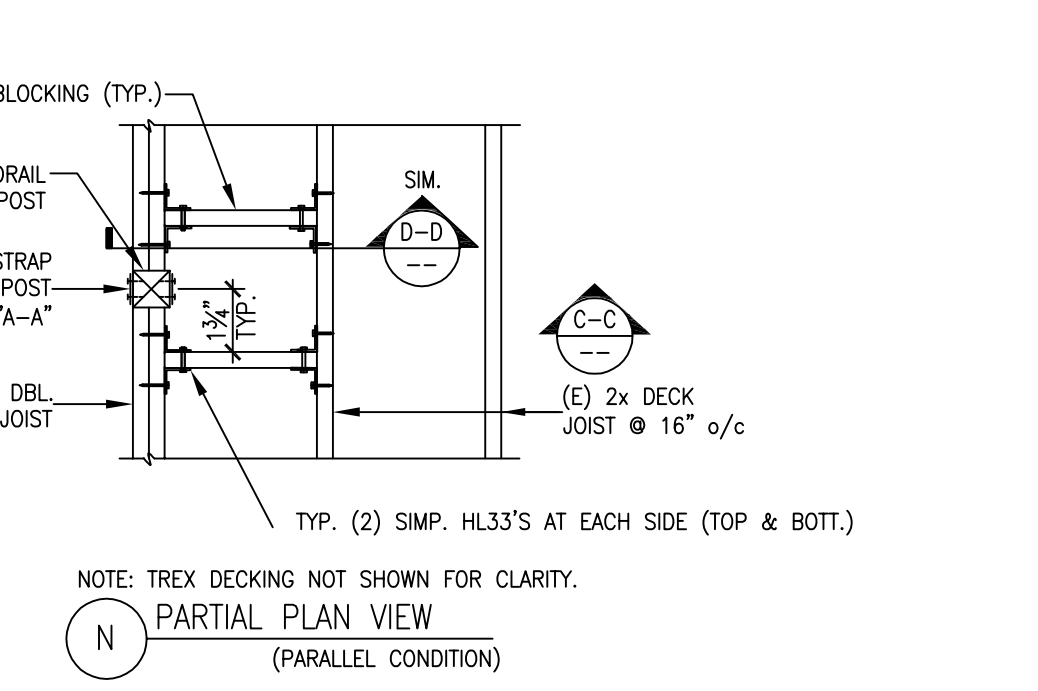 BLOCKING (TYP.)
SIM.
POST
D-D
--
STRAP
POST
"A-A"
1¾"
TYP.
C-C
--
DBL.
JOIST
(E) 2x DECK
JOIST @ 16" o/c
TYP. (2) SIMP. HL33'S AT EACH SIDE (TOP & BOTT.)
NOTE: TREX DECKING NOT SHOWN FOR CLARITY.
N
PARTIAL PLAN VIEW
(PARALLEL CONDITION)